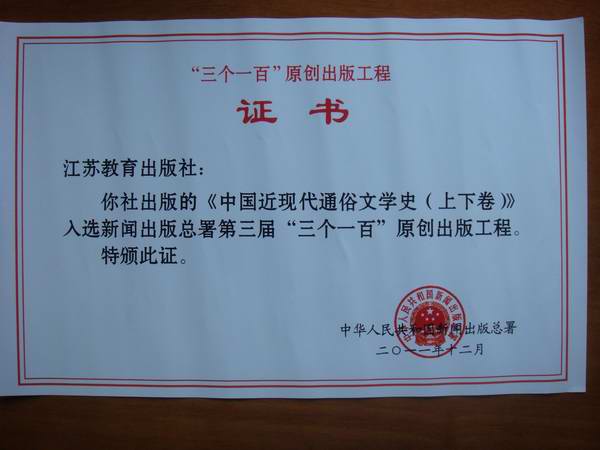 “三个一百”原创出版工程
证书
江苏教育出版社：
你社出版的《中国近现代通俗文学史（上下卷）》
入选新闻出版总署第三届“三个一百”原创出版工程。
特颁此证。
中华人民共和国新闻出版总署
二〇一一年十二月